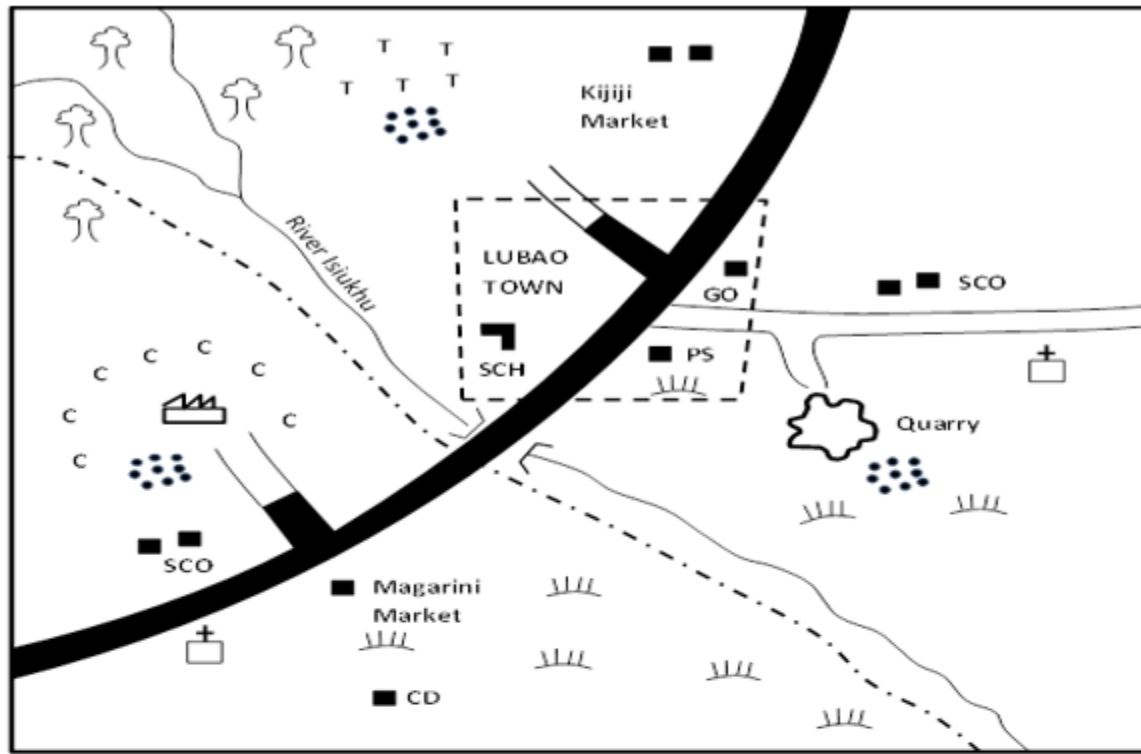 T T
T T T
Kijiji
Market
River Isiukhu
LUBAO
TOWN
GO
SCO
SCH
PS
C C C C C C C
Quarry
SCO
Magarini
Market
CD